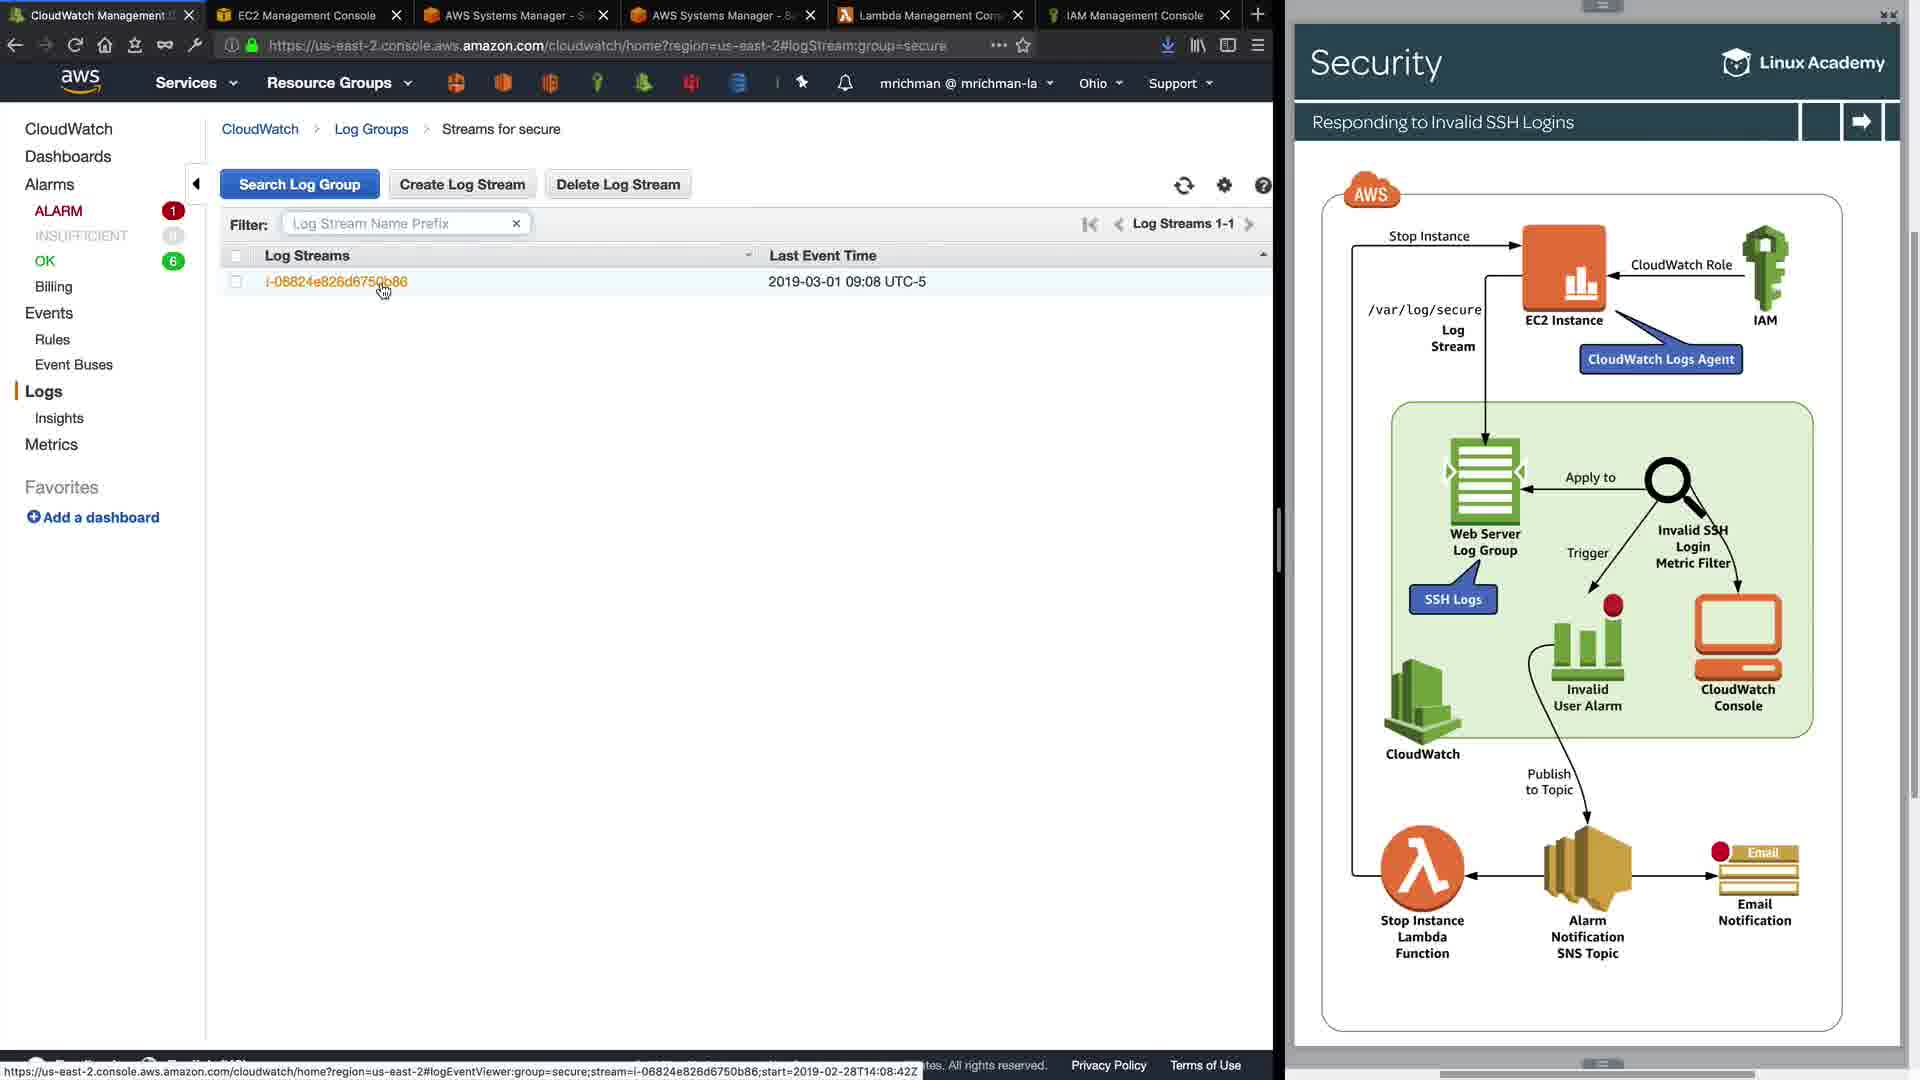 CloudWatch Management
EC2 Management Console
AWS Systems Manager - S
AWS Systems Manager - Se
Lambda Management Con
IAM Management Console
https://us-east-2.console.aws.amazon.com/cloudwatch/home?region=us-east-2#logStream:group=secure
aws
Services
Resource Groups
mrichman @ mrichman-la
Ohio
Support
CloudWatch
Dashboards
Alarms
ALARM 1
INSUFFICIENT 0
OK 6
Billing
Events
Rules
Event Buses
Logs
Insights
Metrics
Favorites
Add a dashboard
CloudWatch > Log Groups > Streams for secure
Search Log Group
Create Log Stream
Delete Log Stream
Filter: Log Stream Name Prefix
Log Streams 1-1
Log Streams
Last Event Time
i-06824e826d6750b86
2019-03-01 09:08 UTC-5
All rights reserved.
Privacy Policy
Terms of Use
https://us-east-2.console.aws.amazon.com/cloudwatch/home?region=us-east-2#logEventViewer:group=secure;stream=i-06824e826d6750b86;start=2019-02-28T14:08:42Z
Security
Linux Academy
Responding to Invalid SSH Logins
AWS
Stop Instance
CloudWatch Role
EC2 Instance
IAM
/var/log/secure
Log
Stream
CloudWatch Logs Agent
Apply to
Web Server
Log Group
Invalid SSH
Login
Metric Filter
Trigger
SSH Logs
Invalid
User Alarm
CloudWatch
Console
CloudWatch
Publish
to Topic
Email
Stop Instance
Lambda
Function
Alarm
Notification
SNS Topic
Email
Notification